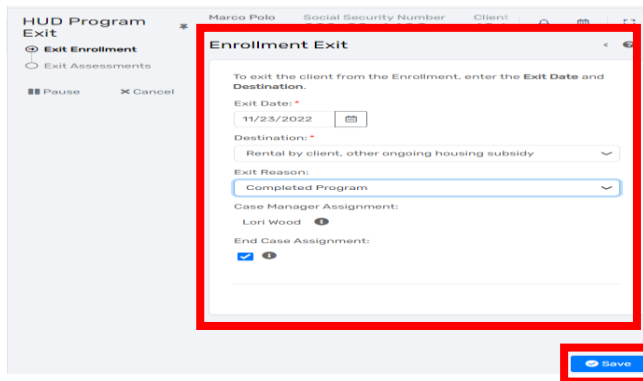 HUD Program
Exit
Exit Enrollment
Exit Assessments
Pause
Cancel
Marco Polo
Social Security Number
Client
Enrollment Exit
To exit the client from the Enrollment, enter the Exit Date and
Destination.
Exit Date: *
11/23/2022
Destination: *
Rental by client, other ongoing housing subsidy
Exit Reason:
Completed Program
Case Manager Assignment:
Lori Wood
End Case Assignment:
Save